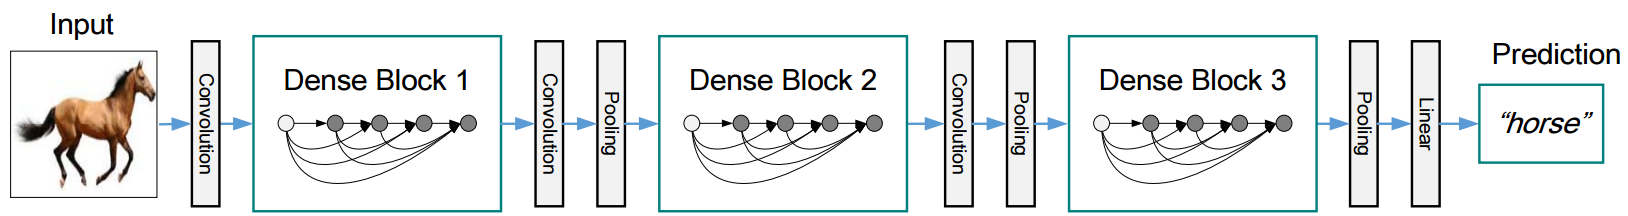 Input
Convolution
Dense Block 1
Convolution
Pooling
Dense Block 2
Convolution
Pooling
Dense Block 3
Pooling
Linear
Prediction
“horse”